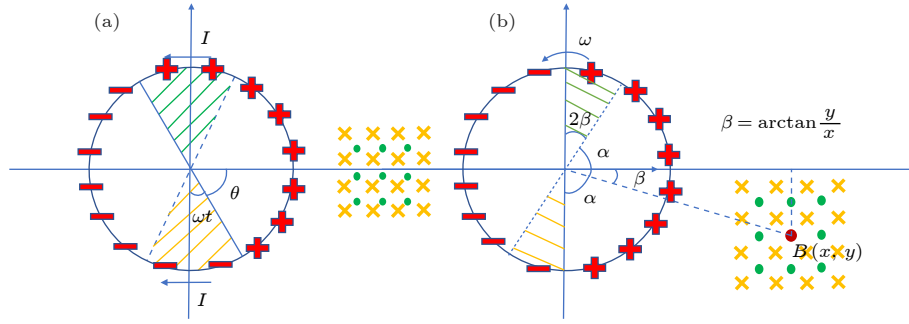 (a)
I
θ
ωt
I
(b)
ω
2β
α
β
α
β = arctan y/x
B(x, y)